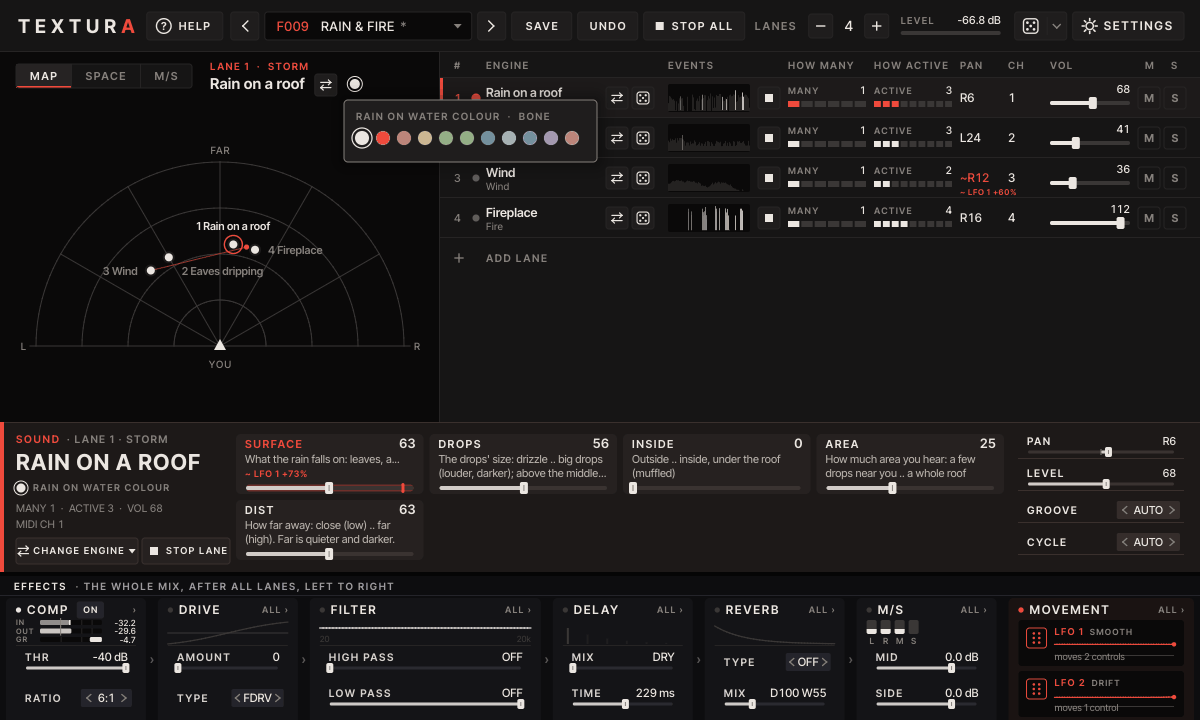 TEXTURA
HELP
F009 RAIN & FIRE *
SAVE
UNDO
STOP ALL
LANES
4
LEVEL -66.8 dB
SETTINGS
MAP
SPACE
M/S
LANE 1 · STORM
Rain on a roof
# ENGINE EVENTS HOW MANY HOW ACTIVE PAN CH VOL M S
1 Rain on a roof MANY 1 ACTIVE 3 R6 1 68 M S
RAIN ON WATER COLOUR · BONE
MANY 1 ACTIVE 3 L24 2 41 M S
3 Wind MANY 1 ACTIVE 2 ~R12 3 36 M S
Wind
~ LFO 1 +60%
4 Fireplace MANY 1 ACTIVE 4 R16 4 112 M S
Fire
+ ADD LANE
FAR
1 Rain on a roof
4 Fireplace
3 Wind
2 Eaves dripping
L
R
YOU
SOUND · LANE 1 · STORM
RAIN ON A ROOF
RAIN ON WATER COLOUR
MANY 1 · ACTIVE 3 · VOL 68
MIDI CH 1
CHANGE ENGINE
STOP LANE
SURFACE 63
What the rain falls on: leaves, a...
~ LFO 1 +73%
DROPS 56
The drops' size: drizzle .. big drops
(louder, darker); above the middle...
INSIDE 0
Outside .. inside, under the roof
(muffled)
AREA 25
How much area you hear: a few
drops near you .. a whole roof
DIST 63
How far away: close (low) .. far
(high). Far is quieter and darker.
PAN R6
LEVEL 68
GROOVE < AUTO >
CYCLE < AUTO >
EFFECTS · THE WHOLE MIX, AFTER ALL LANES, LEFT TO RIGHT
COMP ON ›
IN -32.2
OUT -29.6
GR -4.7
THR -40 dB
RATIO < 6:1 >
DRIVE ALL ›
AMOUNT 0
TYPE < FDRV >
FILTER ALL ›
20 20k
HIGH PASS OFF
LOW PASS OFF
DELAY ALL ›
MIX DRY
TIME 229 ms
REVERB ALL ›
TYPE < OFF >
MIX D100 W55
M/S ALL ›
L R M S
MID 0.0 dB
SIDE 0.0 dB
MOVEMENT ALL ›
LFO 1 SMOOTH
moves 2 controls
LFO 2 DRIFT
moves 1 control